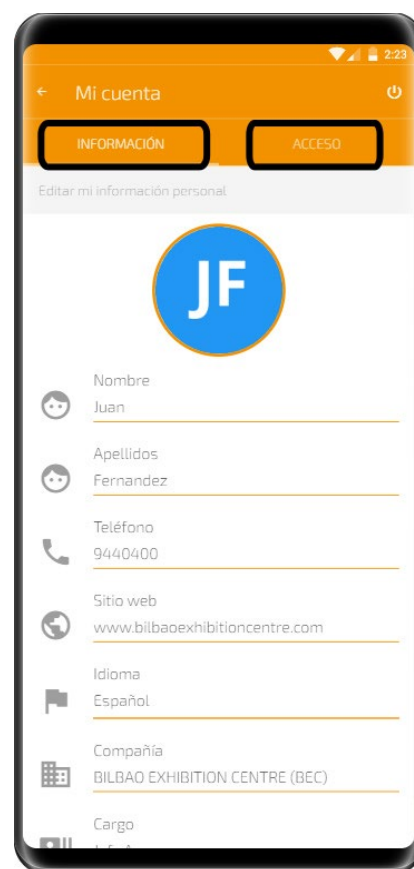 2:23
Mi cuenta
INFORMACIÓN
ACCESO
Editar mi información personal
JF
Nombre
Juan
Apellidos
Fernandez
Teléfono
9440400
Sitio web
www.bilbaoexhibitioncentre.com
Idioma
Español
Compañía
BILBAO EXHIBITION CENTRE (BEC)
Cargo